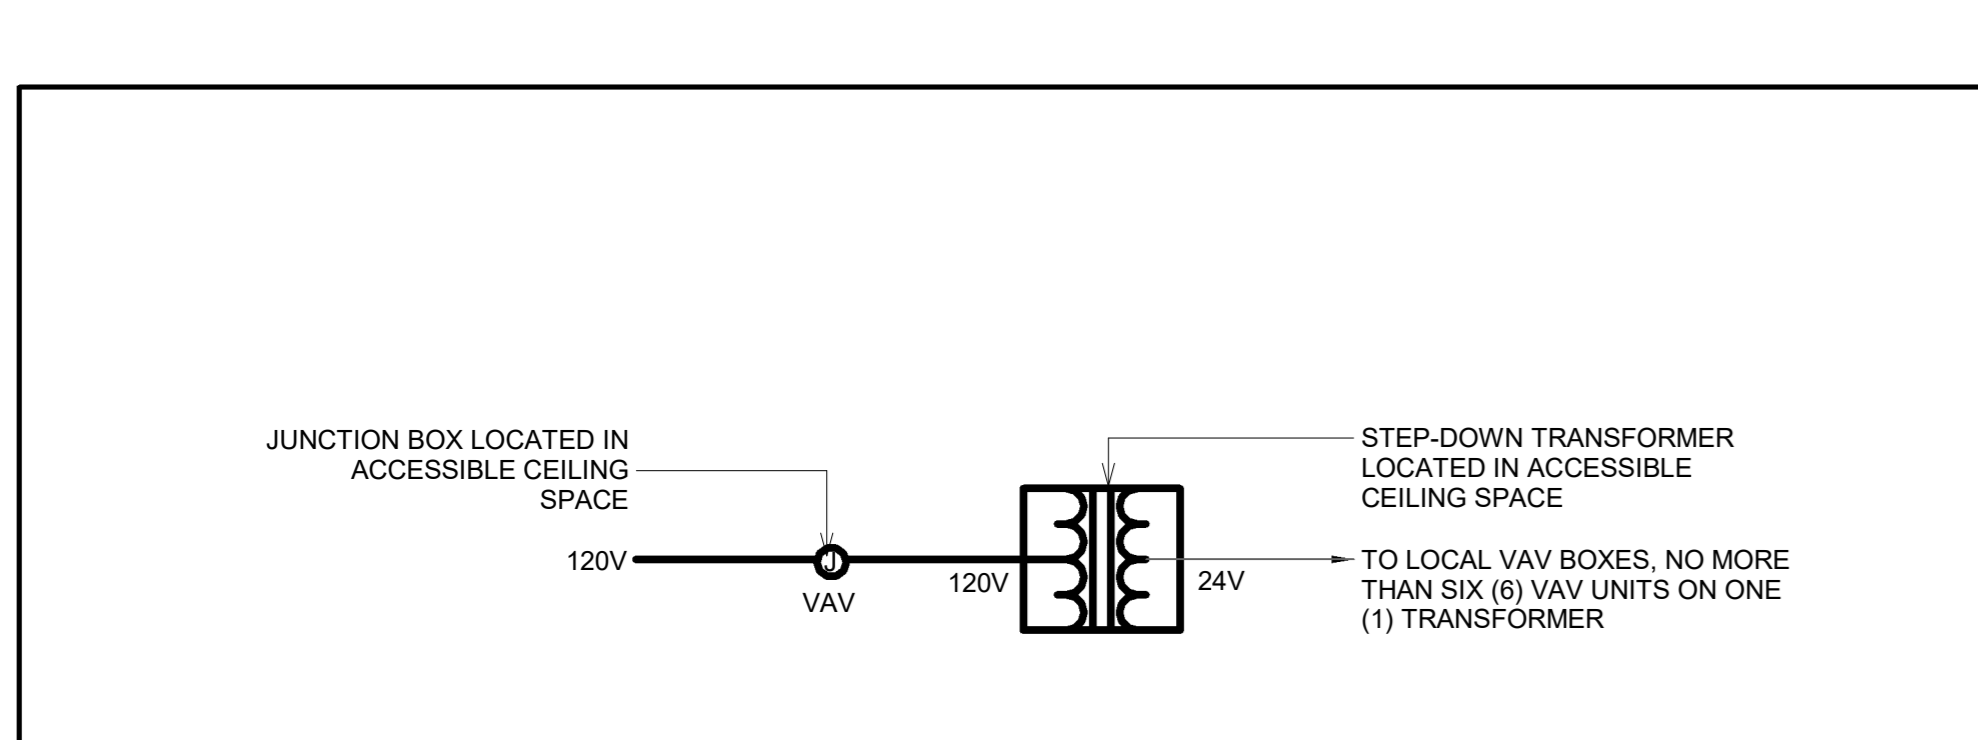 JUNCTION BOX LOCATED IN
ACCESSIBLE CEILING
SPACE
STEP-DOWN TRANSFORMER
LOCATED IN ACCESSIBLE
CEILING SPACE
120V
J
VAV
120V
24V
TO LOCAL VAV BOXES, NO MORE
THAN SIX (6) VAV UNITS ON ONE
(1) TRANSFORMER